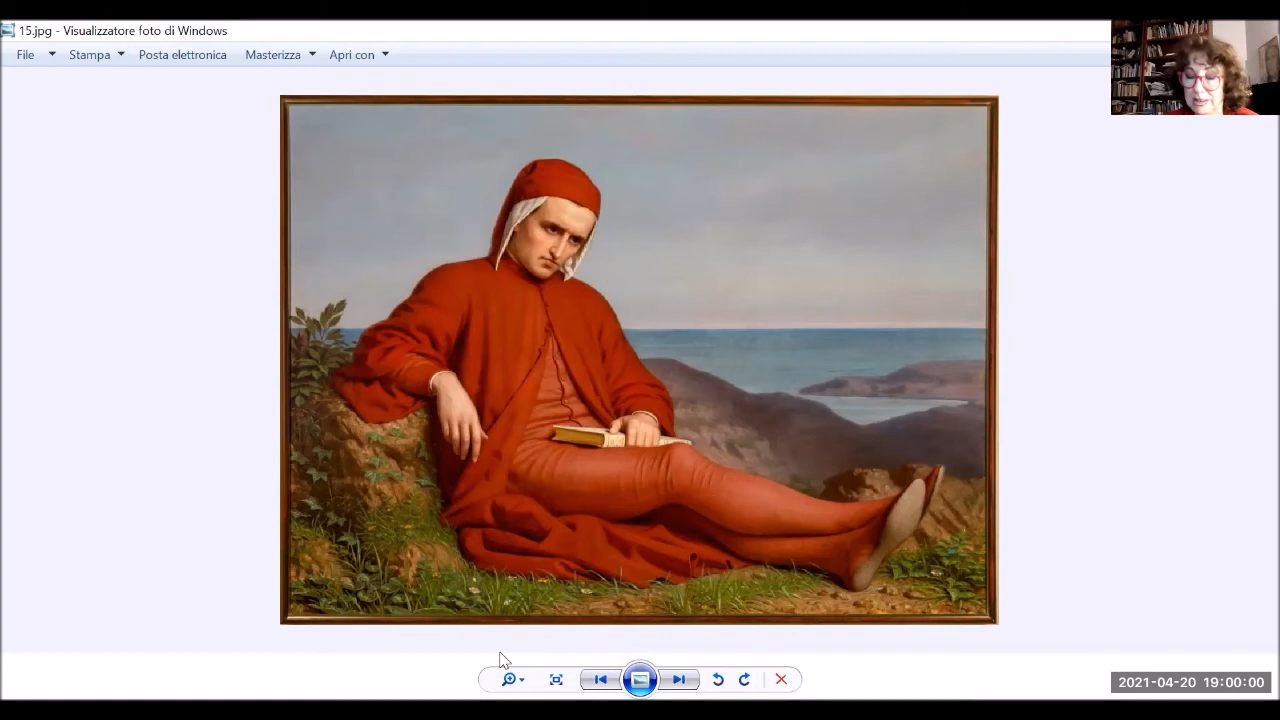 15.jpg - Visualizzatore foto di Windows
File Stampa Posta elettronica Masterizza Apri con
2021-04-20 19:00:00